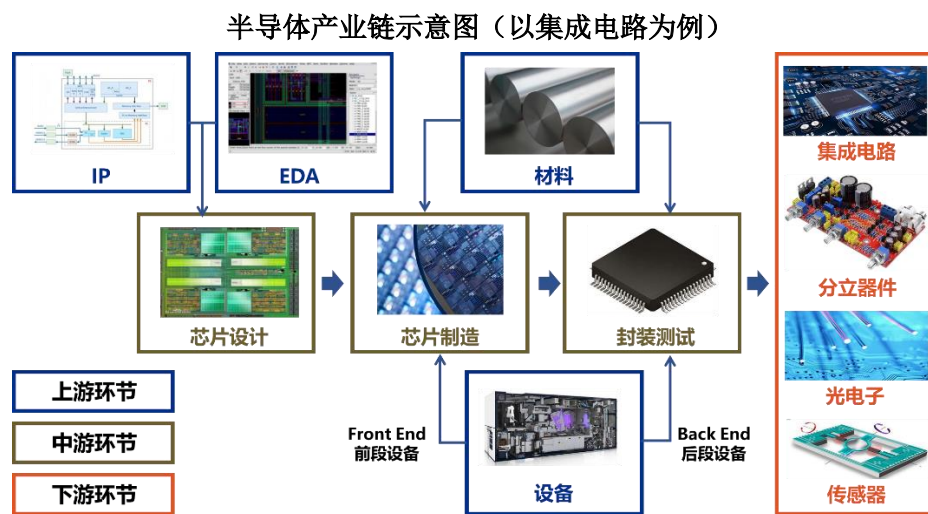 半导体产业链示意图（以集成电路为例）
IP
EDA
材料
集成电路
分立器件
芯片设计
芯片制造
封装测试
光电子
上游环节
中游环节
下游环节
Front End
前段设备
Back End
后段设备
设备
传感器